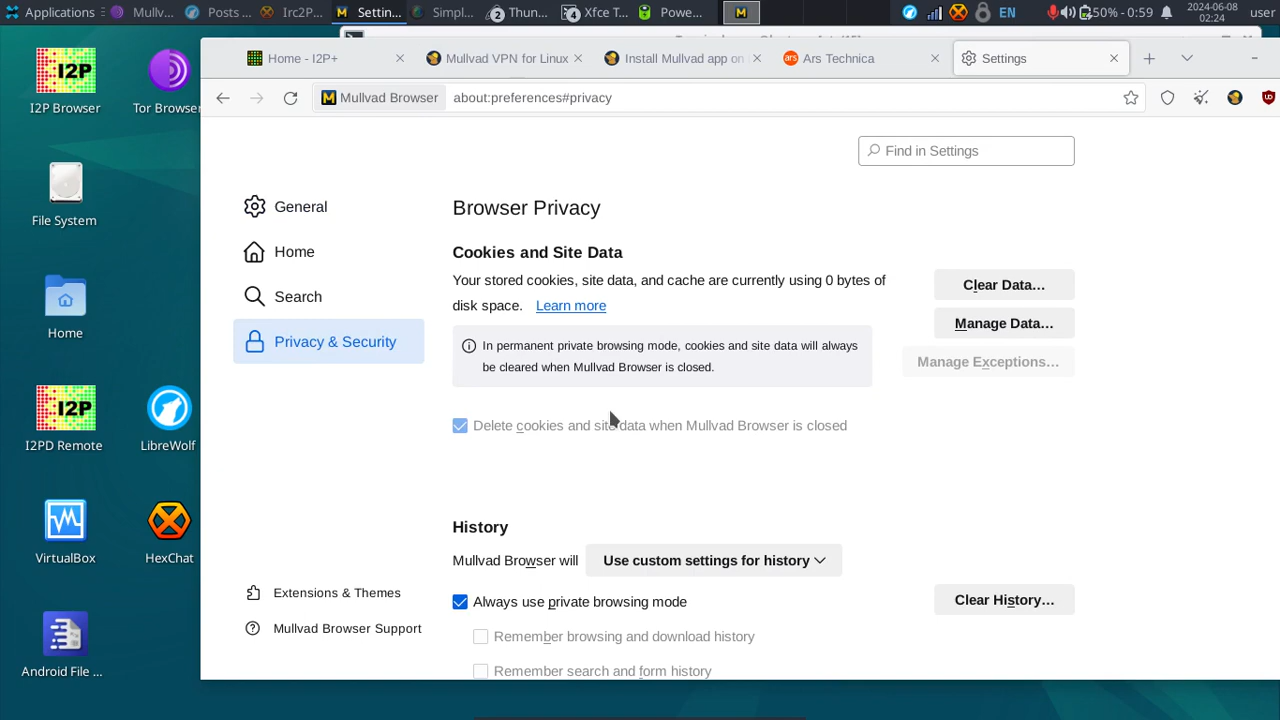 Applications
Mullv...
Posts ...
Irc2P...
Settin...
Simpl...
2 Thun...
4 Xfce T...
Powe...
EN
50% - 0:59
2024-06-08
02:24
user
Home - I2P+
Mullvad VPN for Linux
Install Mullvad app on
Ars Technica
Settings
Mullvad Browser
about:preferences#privacy
Find in Settings
General
Home
Search
Privacy & Security
Extensions & Themes
Mullvad Browser Support
Browser Privacy
Cookies and Site Data
Your stored cookies, site data, and cache are currently using 0 bytes of
disk space. Learn more
Clear Data…
Manage Data…
Manage Exceptions…
In permanent private browsing mode, cookies and site data will always
be cleared when Mullvad Browser is closed.
Delete cookies and site data when Mullvad Browser is closed
History
Mullvad Browser will Use custom settings for history
Always use private browsing mode
Clear History…
Remember browsing and download history
Remember search and form history
I2P
I2P Browser
Tor Browser
File System
Home
I2P
I2PD Remote
LibreWolf
VirtualBox
HexChat
Android File ...